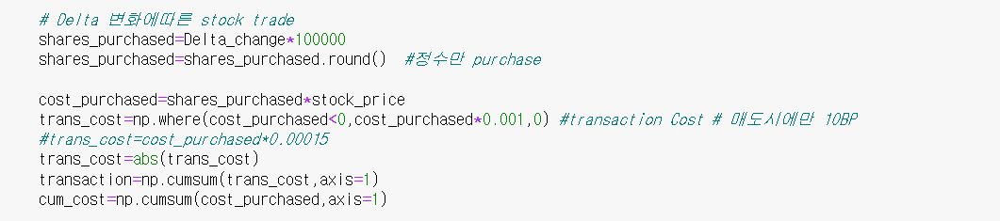 # Delta 변화에따른 stock trade
shares_purchased=Delta_change*100000
shares_purchased=shares_purchased.round()  #정수만 purchase
cost_purchased=shares_purchased*stock_price
trans_cost=np.where(cost_purchased<0,cost_purchased*0.001,0) #transaction Cost # 매도시에만 10BP
#trans_cost=cost_purchased*0.00015
trans_cost=abs(trans_cost)
transaction=np.cumsum(trans_cost,axis=1)
cum_cost=np.cumsum(cost_purchased,axis=1)